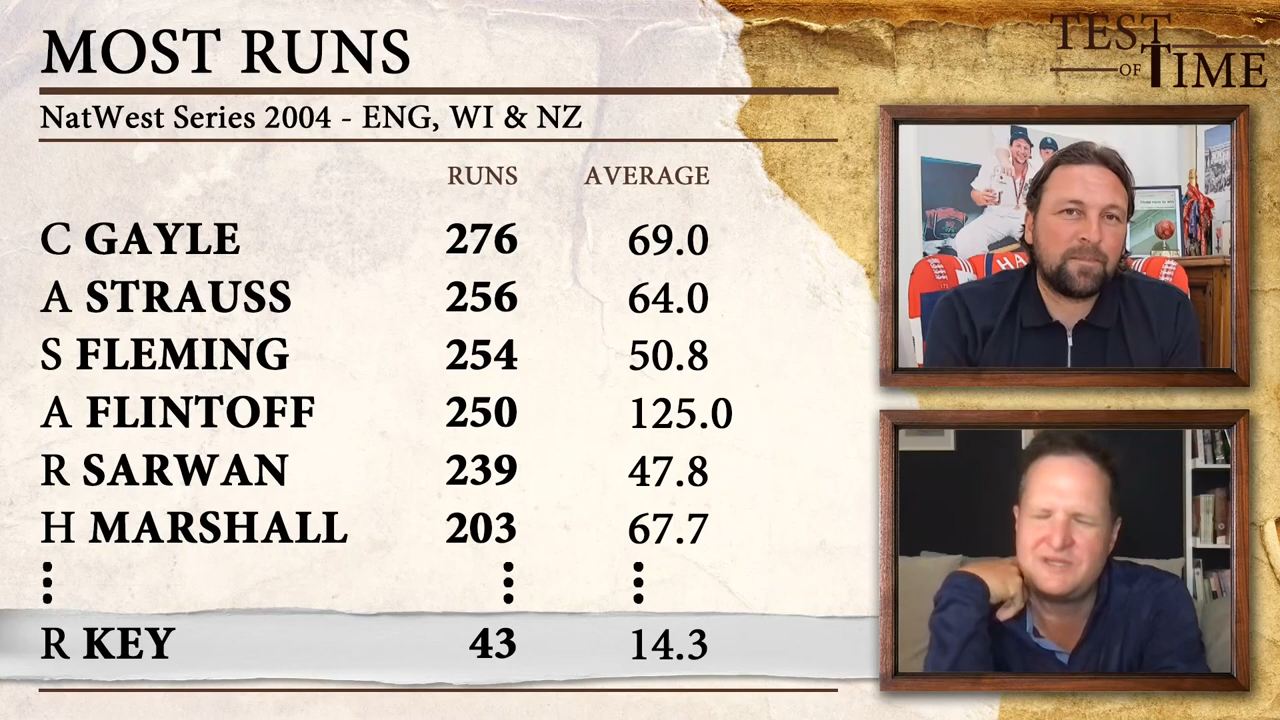 MOST RUNS
NatWest Series 2004 - ENG, WI & NZ
RUNS AVERAGE
C GAYLE 276 69.0
A STRAUSS 256 64.0
S FLEMING 254 50.8
A FLINTOFF 250 125.0
R SARWAN 239 47.8
H MARSHALL 203 67.7
R KEY 43 14.3
TEST
OF TIME
HA